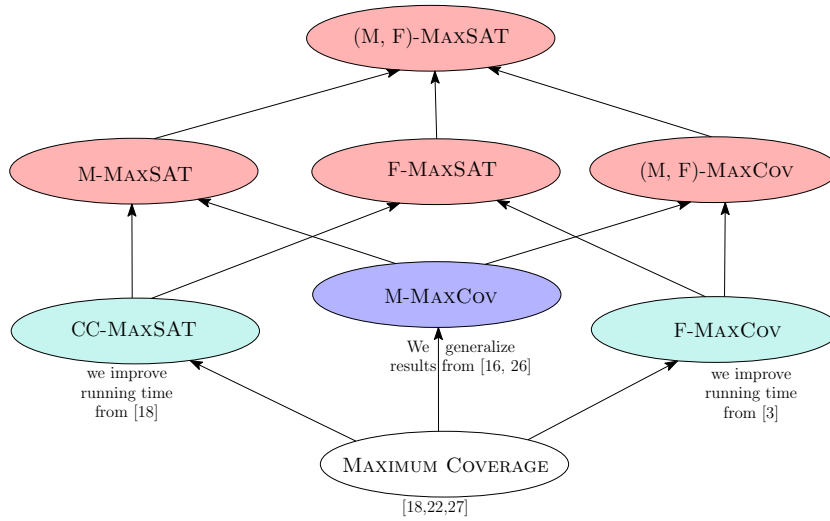 (M, F)-MAXSAT
M-MAXSAT
F-MAXSAT
(M, F)-MAXCOV
CC-MAXSAT
we improve
running time
from [18]
M-MAXCOV
We generalize
results from [16, 26]
F-MAXCOV
we improve
running time
from [3]
MAXIMUM COVERAGE
[18,22,27]